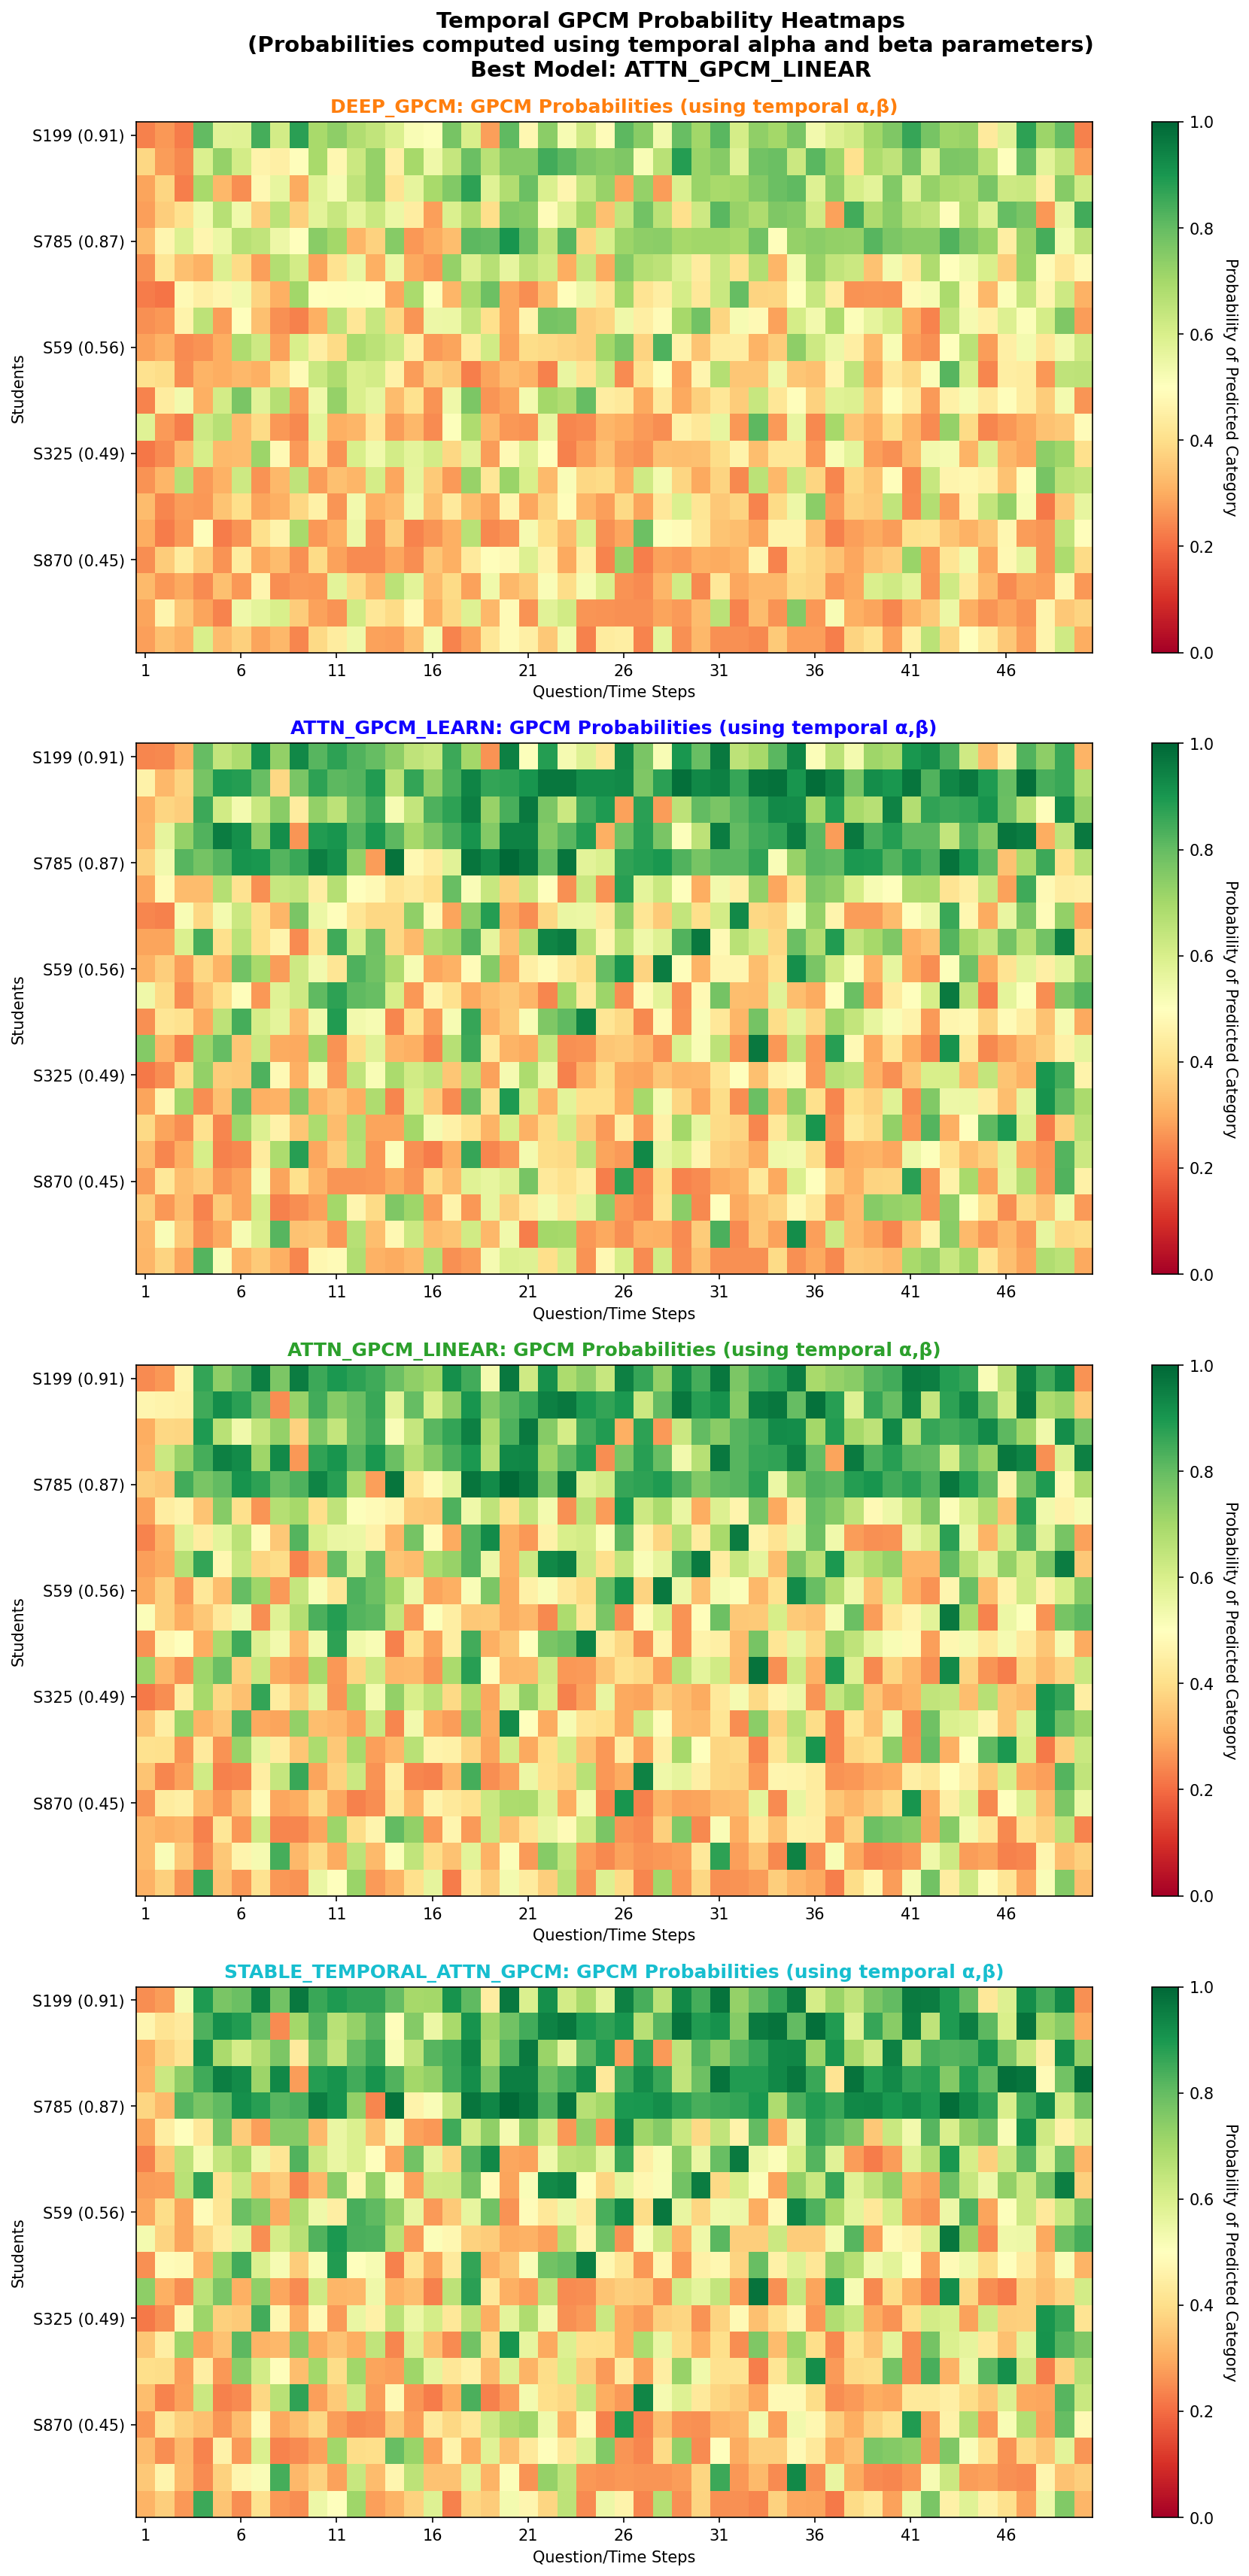 Temporal GPCM Probability Heatmaps
(Probabilities computed using temporal alpha and beta parameters)
Best Model: ATTN_GPCM_LINEAR
DEEP_GPCM: GPCM Probabilities (using temporal α,β)
S199 (0.91)
S785 (0.87)
S59 (0.56)
S325 (0.49)
S870 (0.45)
Students
1 6 11 16 21 26 31 36 41 46
Question/Time Steps
1.0
0.8
0.6
0.4
0.2
0.0
Probability of Predicted Category
ATTN_GPCM_LEARN: GPCM Probabilities (using temporal α,β)
S199 (0.91)
S785 (0.87)
S59 (0.56)
S325 (0.49)
S870 (0.45)
Students
1 6 11 16 21 26 31 36 41 46
Question/Time Steps
1.0
0.8
0.6
0.4
0.2
0.0
Probability of Predicted Category
ATTN_GPCM_LINEAR: GPCM Probabilities (using temporal α,β)
S199 (0.91)
S785 (0.87)
S59 (0.56)
S325 (0.49)
S870 (0.45)
Students
1 6 11 16 21 26 31 36 41 46
Question/Time Steps
1.0
0.8
0.6
0.4
0.2
0.0
Probability of Predicted Category
STABLE_TEMPORAL_ATTN_GPCM: GPCM Probabilities (using temporal α,β)
S199 (0.91)
S785 (0.87)
S59 (0.56)
S325 (0.49)
S870 (0.45)
Students
1 6 11 16 21 26 31 36 41 46
Question/Time Steps
1.0
0.8
0.6
0.4
0.2
0.0
Probability of Predicted Category